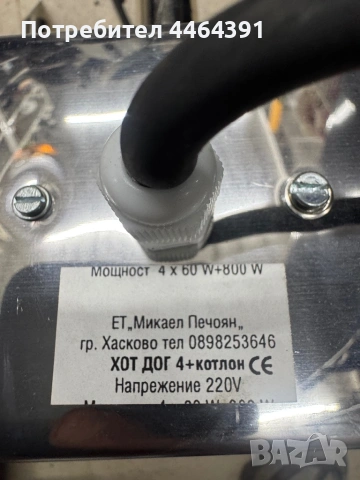 Потребител 4464391
Мощност 4 x 60 W+800 W
ЕТ„Микаел Печоян„
гр. Хасково тел 0898253646
ХОТ ДОГ 4+котлон CE
Напрежение 220V
BAZAR